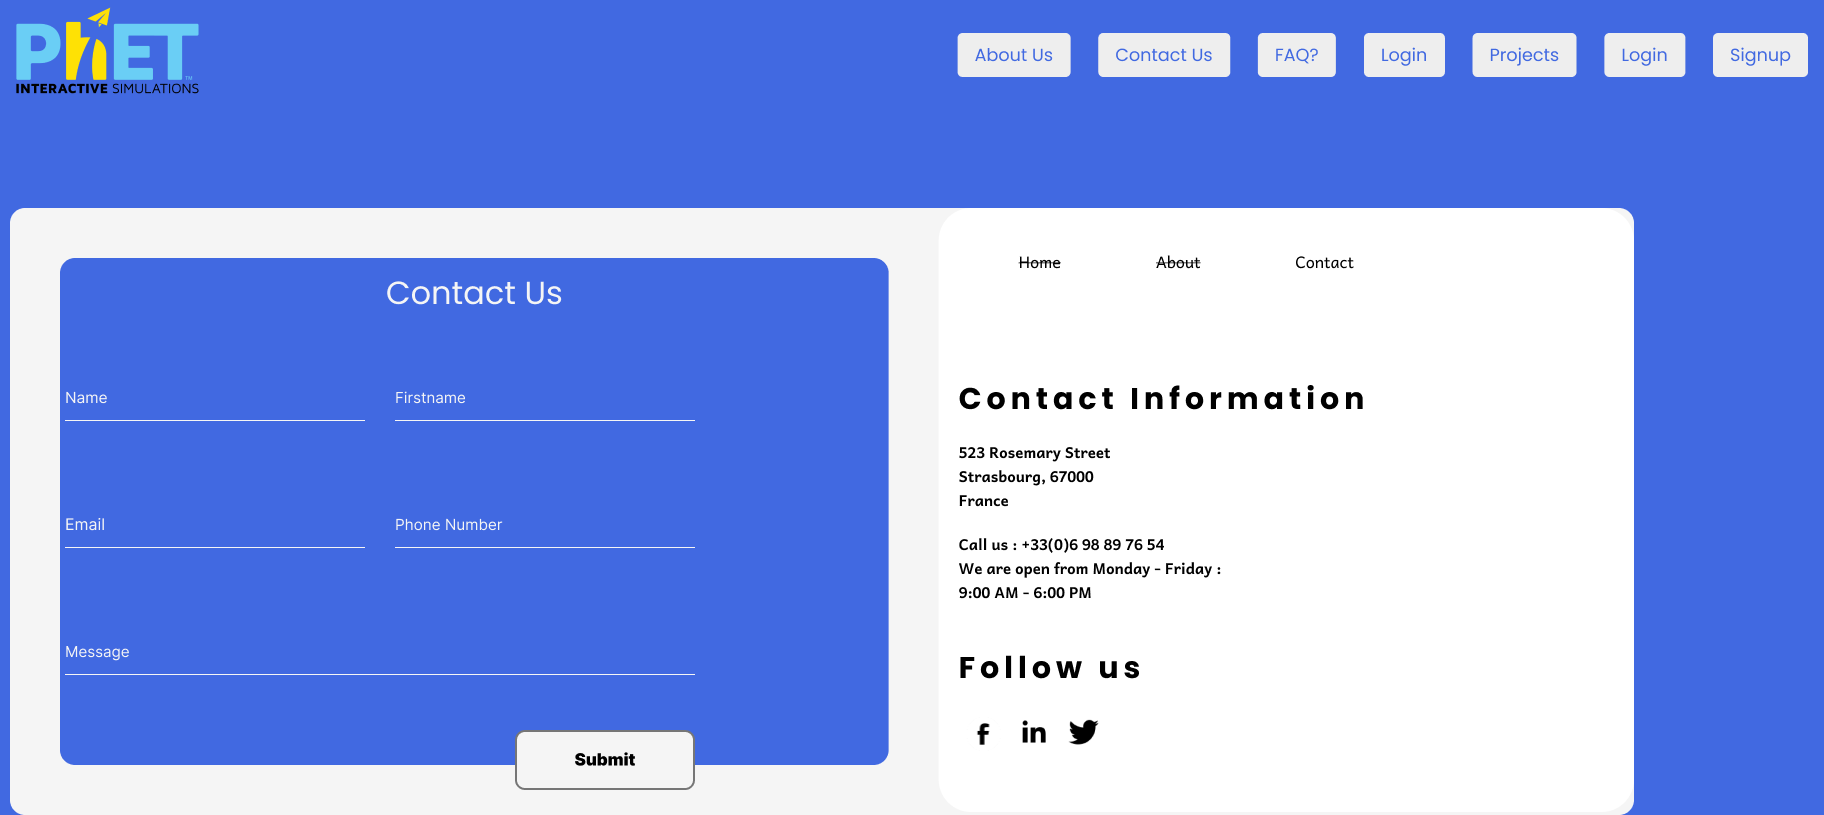 PhET™
INTERACTIVE SIMULATIONS
About Us
Contact Us
FAQ?
Login
Projects
Login
Signup
Contact Us
Name
Firstname
Email
Phone Number
Message
Submit
Home
About
Contact
Contact Information
523 Rosemary Street
Strasbourg, 67000
France
Call us : +33(0)6 98 89 76 54
We are open from Monday - Friday :
9:00 AM - 6:00 PM
Follow us
f
in